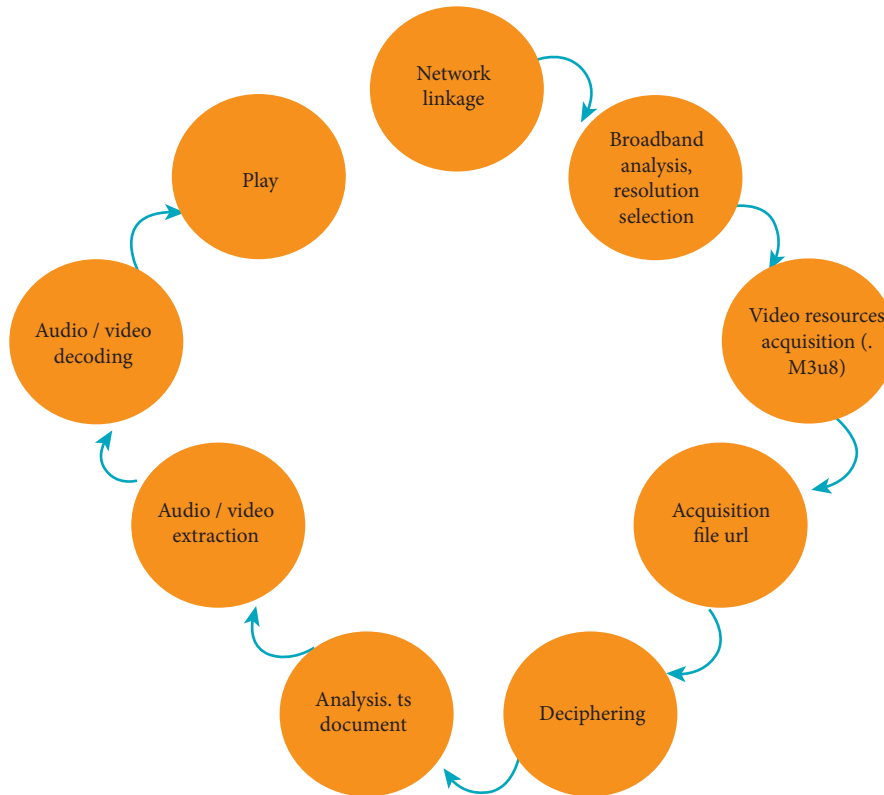 Network
linkage
Broadband
analysis,
resolution
selection
Video resources
acquisition (.
M3u8)
Acquisition
file url
Deciphering
Analysis. ts
document
Audio / video
extraction
Audio / video
decoding
Play